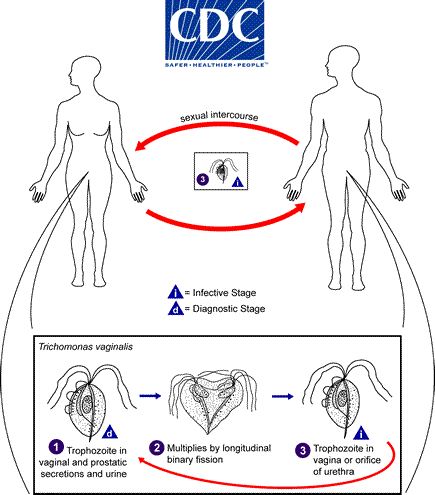 CDC
SAFER • HEALTHIER • PEOPLE™
sexual intercourse
3
i
i = Infective Stage
d = Diagnostic Stage
Trichomonas vaginalis
d
i
1 Trophozoite in
vaginal and prostatic
secretions and urine
2 Multiplies by longitudinal
binary fission
3 Trophozoite in
vagina or orifice
of urethra